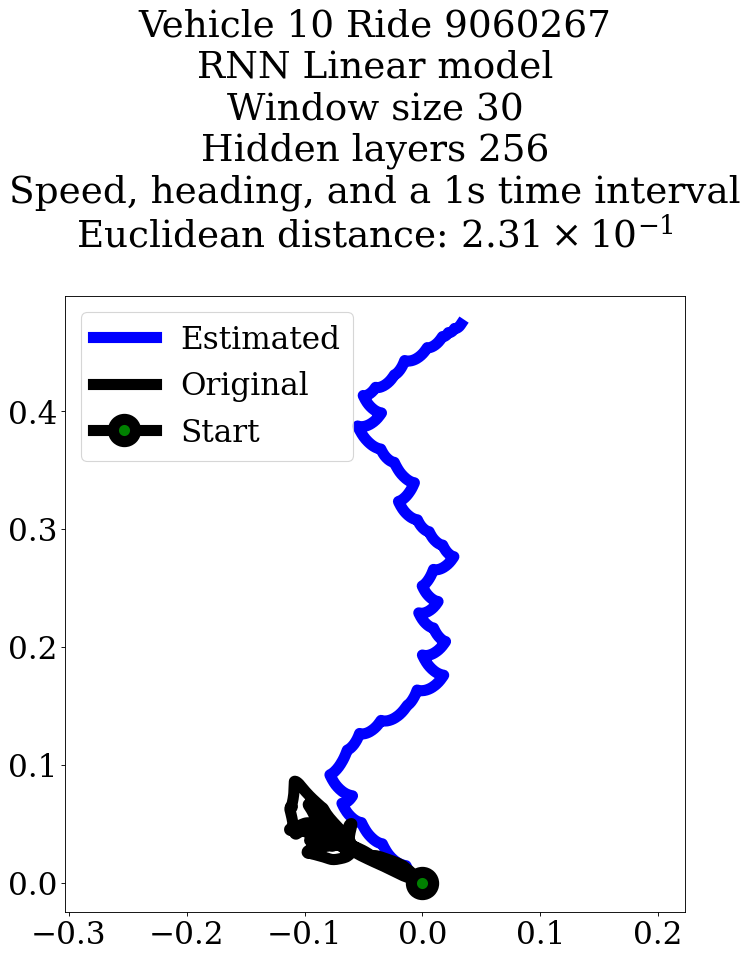 Vehicle 10 Ride 9060267
RNN Linear model
Window size 30
Hidden layers 256
Speed, heading, and a 1s time interval
Euclidean distance: 2.31 × 10⁻¹
Estimated
Original
Start
0.4
0.3
0.2
0.1
0.0
−0.3 −0.2 −0.1 0.0 0.1 0.2